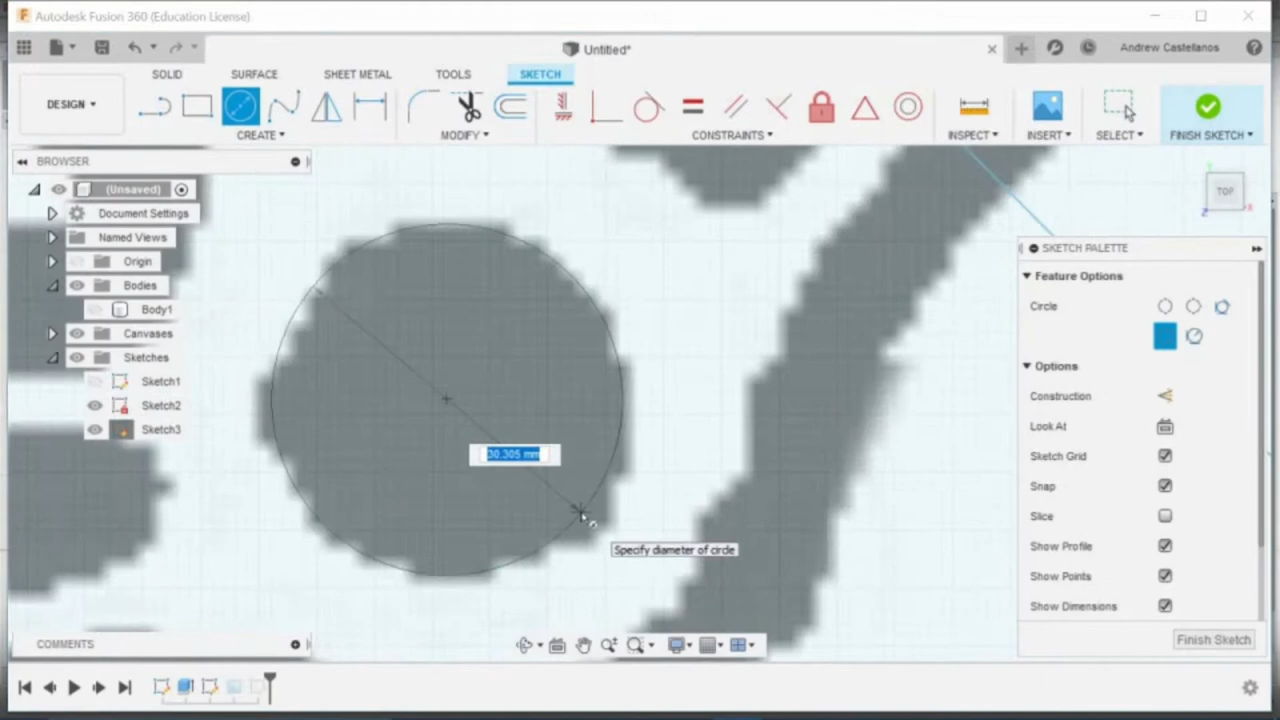 Autodesk Fusion 360 (Education License)
Untitled*
Andrew Castellanos
SOLID SURFACE SHEET METAL TOOLS SKETCH
DESIGN
CREATE MODIFY CONSTRAINTS INSPECT INSERT SELECT FINISH SKETCH
BROWSER
(Unsaved)
Document Settings
Named Views
Origin
Bodies
Body1
Canvases
Sketches
Sketch1
Sketch2
Sketch3
30.305 mm
Specify diameter of circle
TOP
Y
X
Z
SKETCH PALETTE
Feature Options
Circle
Options
Construction
Look At
Sketch Grid
Snap
Slice
Show Profile
Show Points
Show Dimensions
Finish Sketch
COMMENTS